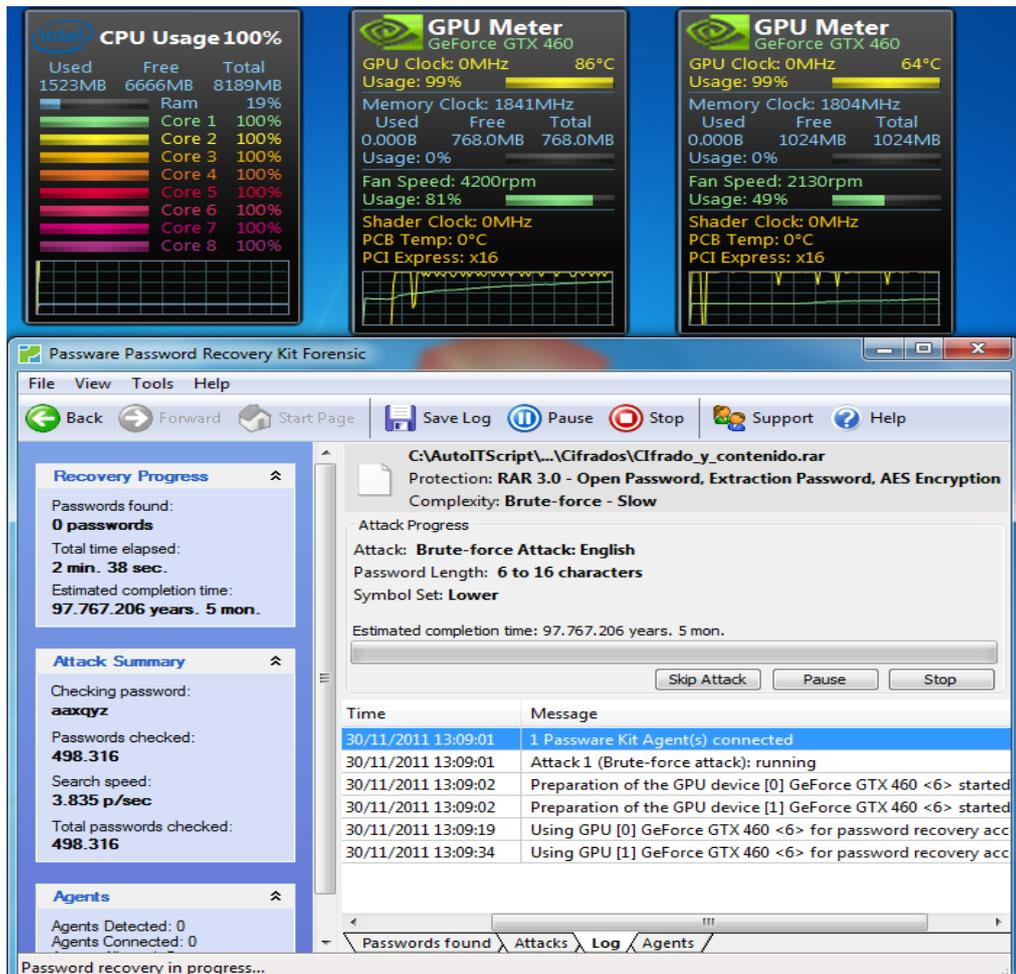 intel CPU Usage 100%
Used Free Total
1523MB 6666MB 8189MB
Ram 19%
Core 1 100%
Core 2 100%
Core 3 100%
Core 4 100%
Core 5 100%
Core 6 100%
Core 7 100%
Core 8 100%
GPU Meter
GeForce GTX 460
GPU Clock: 0MHz 86°C
Usage: 99%
Memory Clock: 1841MHz
Used Free Total
0.000B 768.0MB 768.0MB
Usage: 0%
Fan Speed: 4200rpm
Usage: 81%
Shader Clock: 0MHz
PCB Temp: 0°C
PCI Express: x16
GPU Meter
GeForce GTX 460
GPU Clock: 0MHz 64°C
Usage: 99%
Memory Clock: 1804MHz
Used Free Total
0.000B 1024MB 1024MB
Usage: 0%
Fan Speed: 2130rpm
Usage: 49%
Shader Clock: 0MHz
PCB Temp: 0°C
PCI Express: x16
Passware Password Recovery Kit Forensic
File View Tools Help
Back Forward Start Page Save Log Pause Stop Support Help
Recovery Progress
Passwords found:
0 passwords
Total time elapsed:
2 min. 38 sec.
Estimated completion time:
97.767.206 years. 5 mon.
Attack Summary
Checking password:
aaxqyz
Passwords checked:
498.316
Search speed:
3.835 p/sec
Total passwords checked:
498.316
Agents
Agents Detected: 0
Agents Connected: 0
C:\AutoITScript\...\Cifrados\CIfrado_y_contenido.rar
Protection: RAR 3.0 - Open Password, Extraction Password, AES Encryption
Complexity: Brute-force - Slow
Attack Progress
Attack: Brute-force Attack: English
Password Length: 6 to 16 characters
Symbol Set: Lower
Estimated completion time: 97.767.206 years. 5 mon.
Skip Attack Pause Stop
Time Message
30/11/2011 13:09:01 1 Passware Kit Agent(s) connected
30/11/2011 13:09:01 Attack 1 (Brute-force attack): running
30/11/2011 13:09:02 Preparation of the GPU device [0] GeForce GTX 460 <6> started
30/11/2011 13:09:02 Preparation of the GPU device [1] GeForce GTX 460 <6> started
30/11/2011 13:09:19 Using GPU [0] GeForce GTX 460 <6> for password recovery acc
30/11/2011 13:09:34 Using GPU [1] GeForce GTX 460 <6> for password recovery acc
Passwords found Attacks Log Agents
Password recovery in progress...